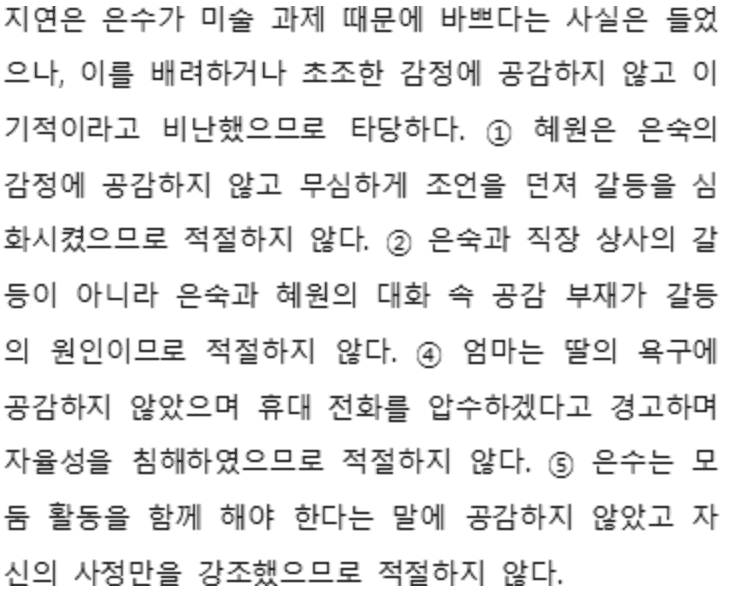 지연은 은수가 미술 과제 때문에 바쁘다는 사실은 들었
으나, 이를 배려하거나 초조한 감정에 공감하지 않고 이
기적이라고 비난했으므로 타당하다. ① 혜원은 은숙의
감정에 공감하지 않고 무심하게 조언을 던져 갈등을 심
화시켰으므로 적절하지 않다. ② 은숙과 직장 상사의 갈
등이 아니라 은숙과 혜원의 대화 속 공감 부재가 갈등
의 원인이므로 적절하지 않다. ④ 엄마는 딸의 욕구에
공감하지 않았으며 휴대 전화를 압수하겠다고 경고하며
자율성을 침해하였으므로 적절하지 않다. ⑤ 은수는 모
둠 활동을 함께 해야 한다는 말에 공감하지 않았고 자
신의 사정만을 강조했으므로 적절하지 않다.